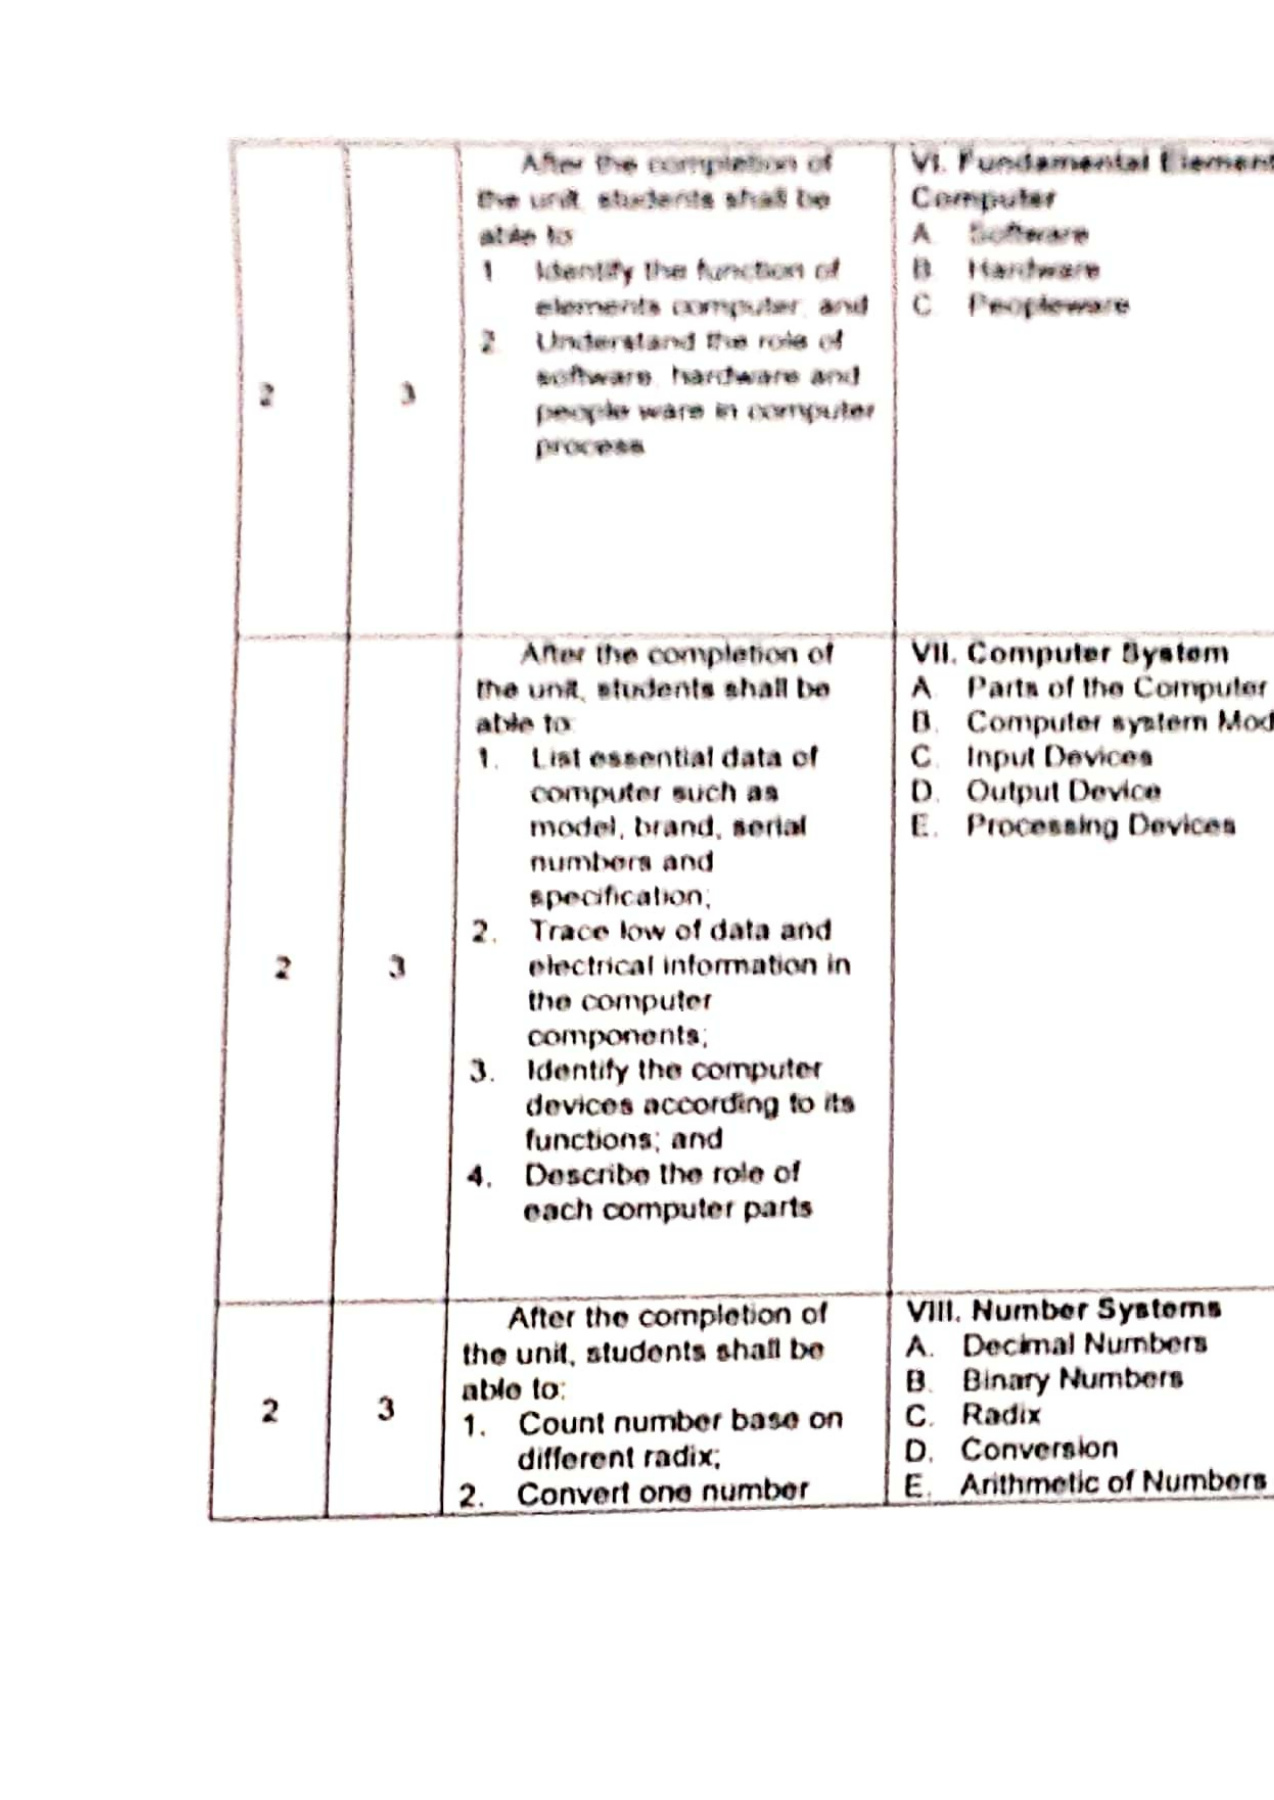 2
3
After the completion of
the unit, students shall be
able to
1 Identify the function of
elements computer, and
2 Understand the role of
software, hardware and
people ware in computer
process
VI. Fundamental Element
Computer
A Software
B. Hardware
C. Peopleware
2
3
After the completion of
the unit, students shall be
able to:
1. List essential data of
computer such as
model, brand, serial
numbers and
specification;
2. Trace low of data and
electrical information in
the computer
components;
3. Identify the computer
devices according to its
functions; and
4. Describe the role of
each computer parts
VII. Computer System
A Parts of the Computer
B. Computer system Mod
C. Input Devices
D. Output Device
E. Processing Devices
2
3
After the completion of
the unit, students shall be
able to:
1. Count number base on
different radix;
2. Convert one number
VIII. Number Systems
A. Decimal Numbers
B. Binary Numbers
C. Radix
D. Conversion
E. Arithmetic of Numbers